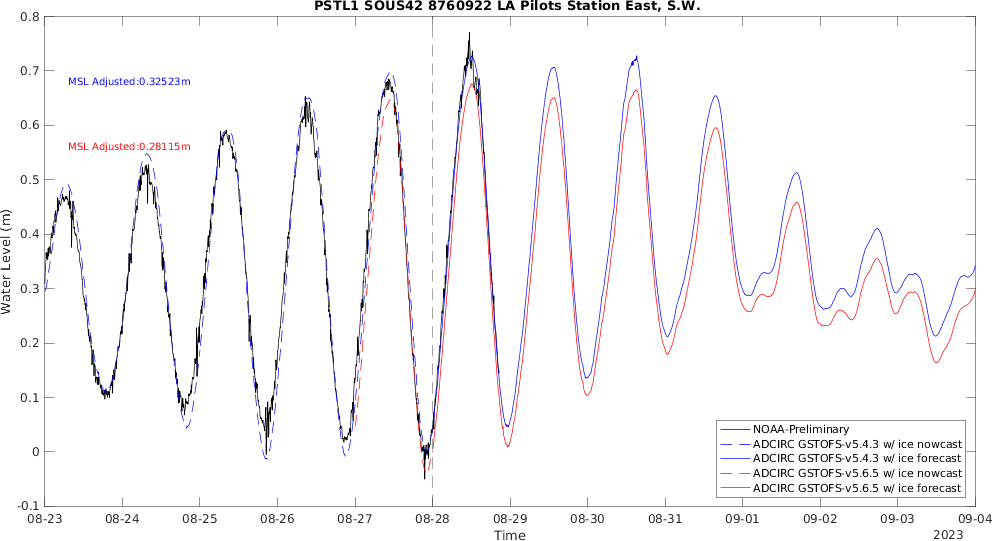 PSTL1 SOUS42 8760922 LA Pilots Station East, S.W.
0.8
0.7
0.6
0.5
0.4
0.3
0.2
0.1
0
-0.1
Water Level (m)
MSL Adjusted:0.32523m
MSL Adjusted:0.28115m
NOAA-Preliminary
ADCIRC GSTOFS-v5.4.3 w/ ice nowcast
ADCIRC GSTOFS-v5.4.3 w/ ice forecast
ADCIRC GSTOFS-v5.6.5 w/ ice nowcast
ADCIRC GSTOFS-v5.6.5 w/ ice forecast
08-23 08-24 08-25 08-26 08-27 08-28 08-29 08-30 08-31 09-01 09-02 09-03 09-04
Time
2023